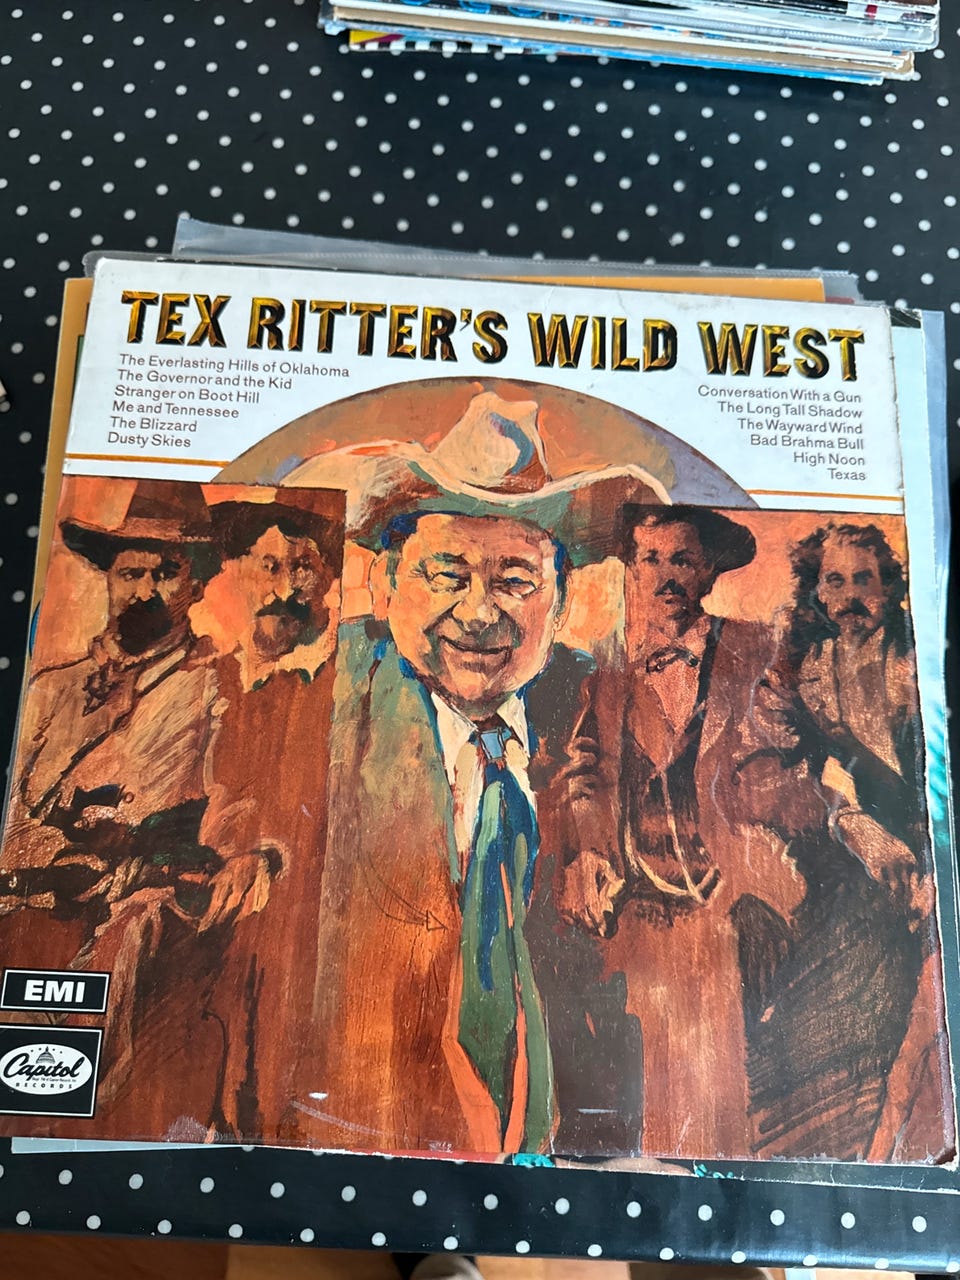 TEX RITTER'S WILD WEST
The Everlasting Hills of Oklahoma
The Governor and the Kid
Stranger on Boot Hill
Me and Tennessee
The Blizzard
Dusty Skies
Conversation With a Gun
The Long Tall Shadow
The Wayward Wind
Bad Brahma Bull
High Noon
Texas
EMI
Capitol
RECORDS